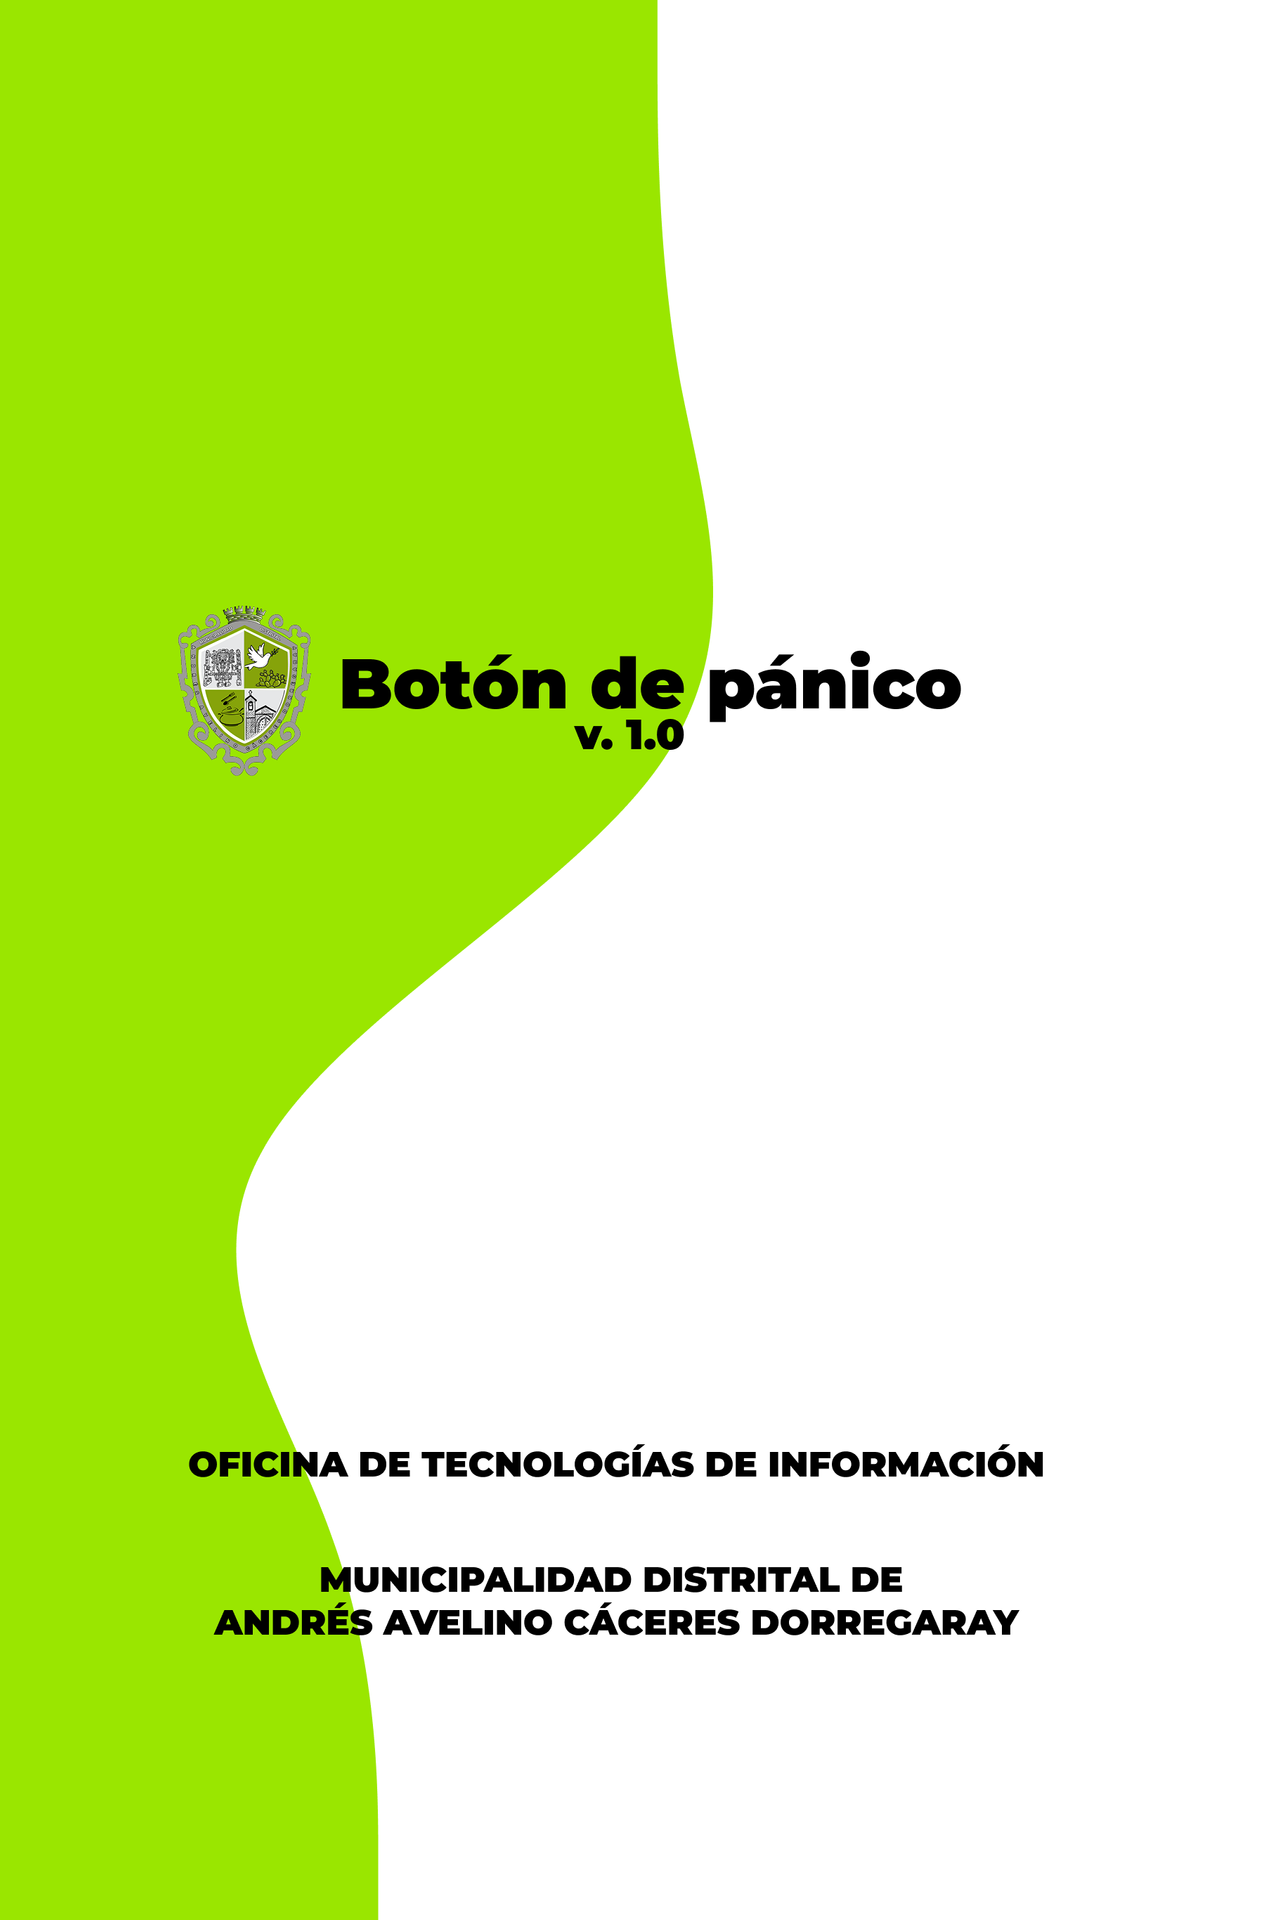 Botón de pánico
v. 1.0
OFICINA DE TECNOLOGÍAS DE INFORMACIÓN
MUNICIPALIDAD DISTRITAL DE
ANDRÉS AVELINO CÁCERES DORREGARAY